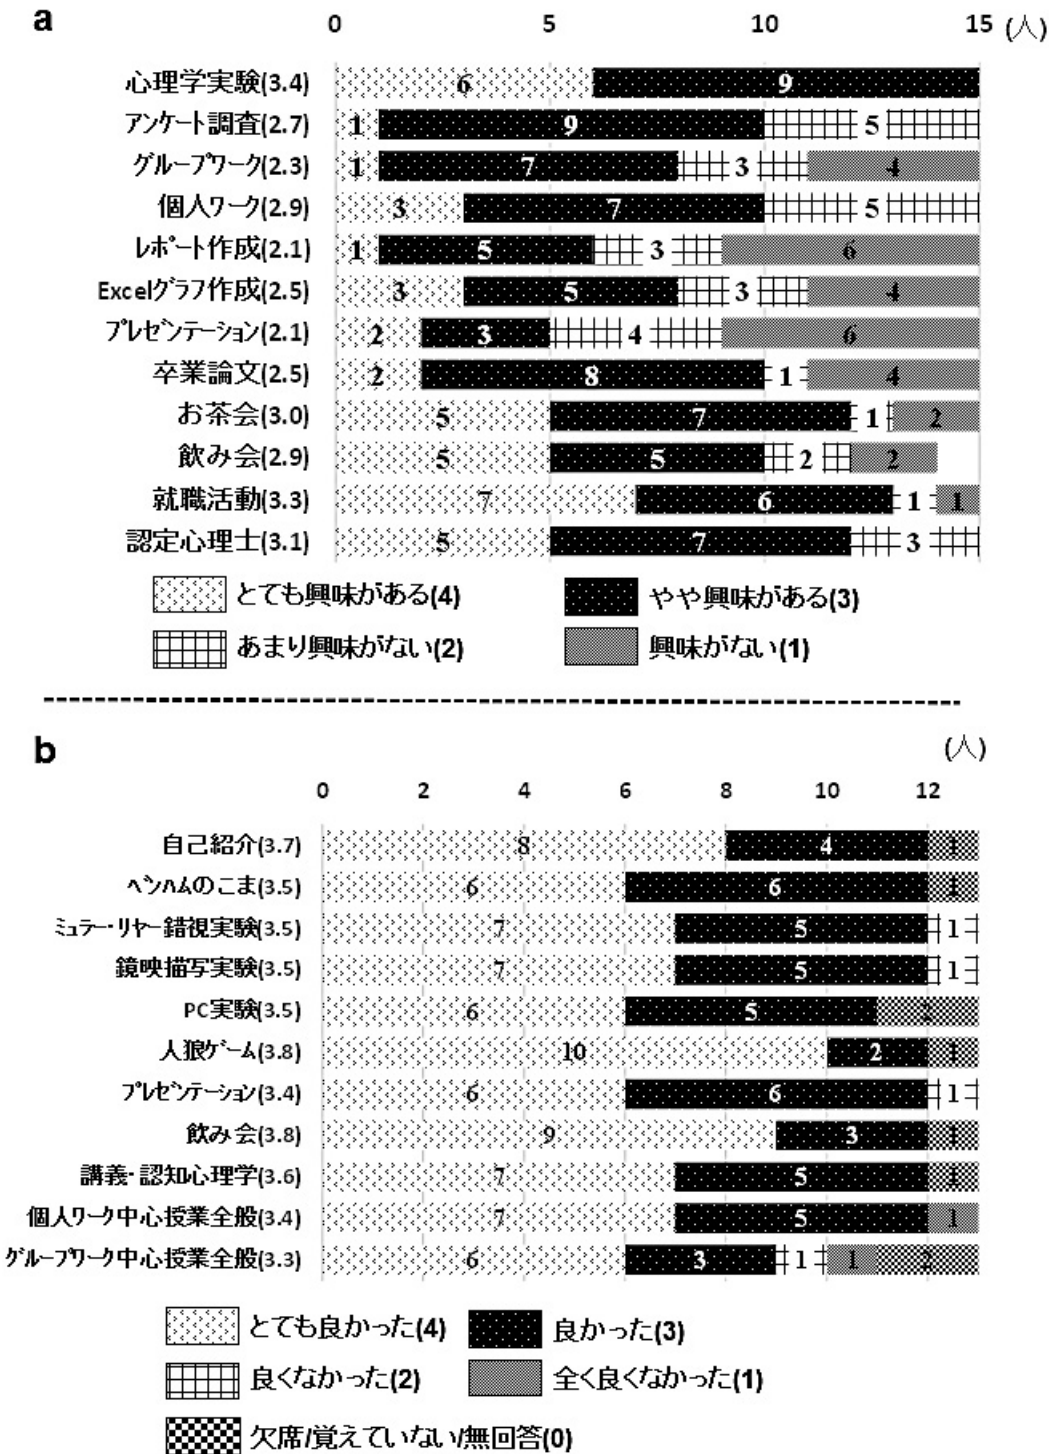 a
0 5 10 15 (人)
心理学実験(3.4) 6 9
アンケート調査(2.7) 1 9 5
グループワーク(2.3) 1 7 3 4
個人ワーク(2.9) 3 7 5
レポート作成(2.1) 1 5 3 6
Excelグラフ作成(2.5) 3 5 3 4
プレゼンテーション(2.1) 2 3 4 6
卒業論文(2.5) 2 8 1 4
お茶会(3.0) 5 7 1 2
飲み会(2.9) 5 5 2 2
就職活動(3.3) 7 6 1 1
認定心理士(3.1) 5 7 3
とても興味がある(4) やや興味がある(3)
あまり興味がない(2) 興味がない(1)
b
(人)
0 2 4 6 8 10 12
自己紹介(3.7) 8 4 1
ベンハムのこま(3.5) 6 6 1
ミュラー・リヤー錯視実験(3.5) 7 5 1
鏡映描写実験(3.5) 7 5 1
PC実験(3.5) 6 5 2
人狼ゲーム(3.8) 10 2 1
プレゼンテーション(3.4) 6 6 1
飲み会(3.8) 9 3 1
講義・認知心理学(3.6) 7 5 1
個人ワーク中心授業全般(3.4) 7 5 1
グループワーク中心授業全般(3.3) 6 3 1 1 2
とても良かった(4) 良かった(3)
良くなかった(2) 全く良くなかった(1)
欠席/覚えていない/無回答(0)